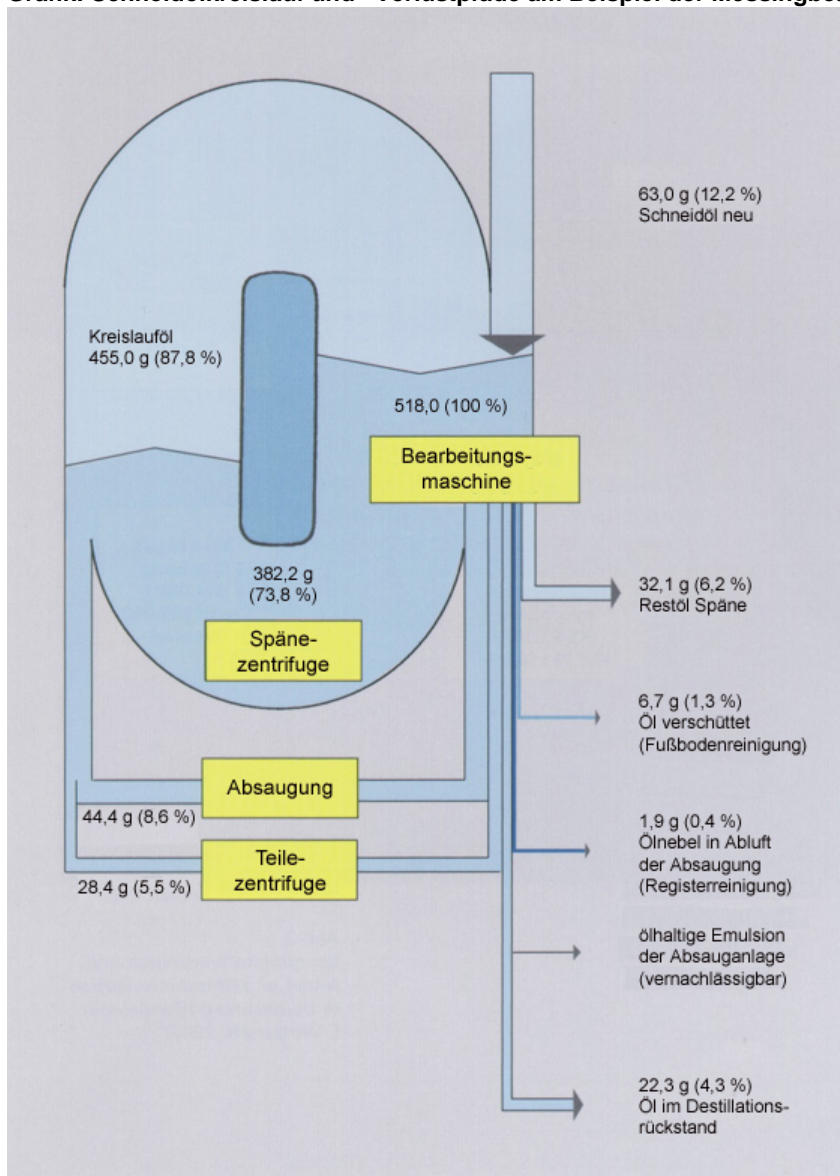 63,0 g (12,2 %)
Schneidöl neu
Kreislauföl
455,0 g (87,8 %)
518,0 (100 %)
Bearbeitungs-
maschine
382,2 g
(73,8 %)
Späne-
zentrifuge
32,1 g (6,2 %)
Restöl Späne
6,7 g (1,3 %)
Öl verschüttet
(Fußbodenreinigung)
Absaugung
44,4 g (8,6 %)
1,9 g (0,4 %)
Ölnebel in Abluft
der Absaugung
(Registerreinigung)
Teile-
zentrifuge
28,4 g (5,5 %)
ölhaltige Emulsion
der Absauganlage
(vernachlässigbar)
22,3 g (4,3 %)
Öl im Destillations-
rückstand